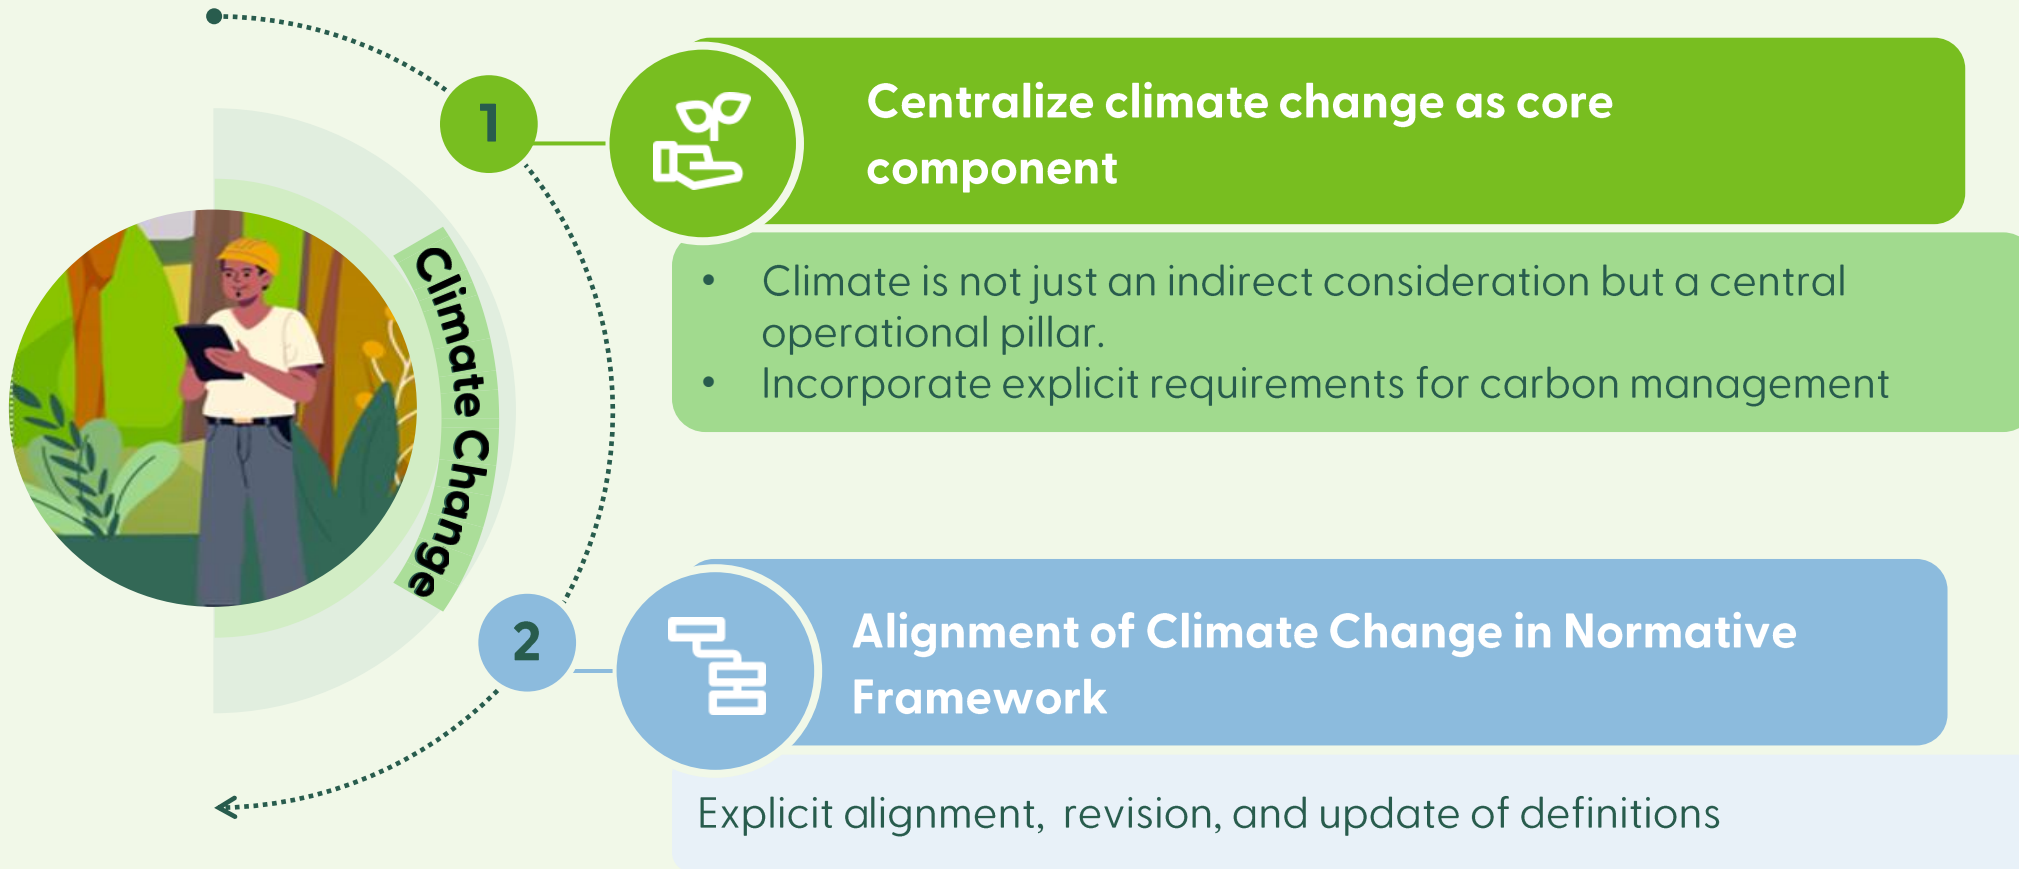 Climate Change
1
Centralize climate change as core
component
• Climate is not just an indirect consideration but a central
operational pillar.
• Incorporate explicit requirements for carbon management
2
Alignment of Climate Change in Normative
Framework
Explicit alignment,  revision, and update of definitions